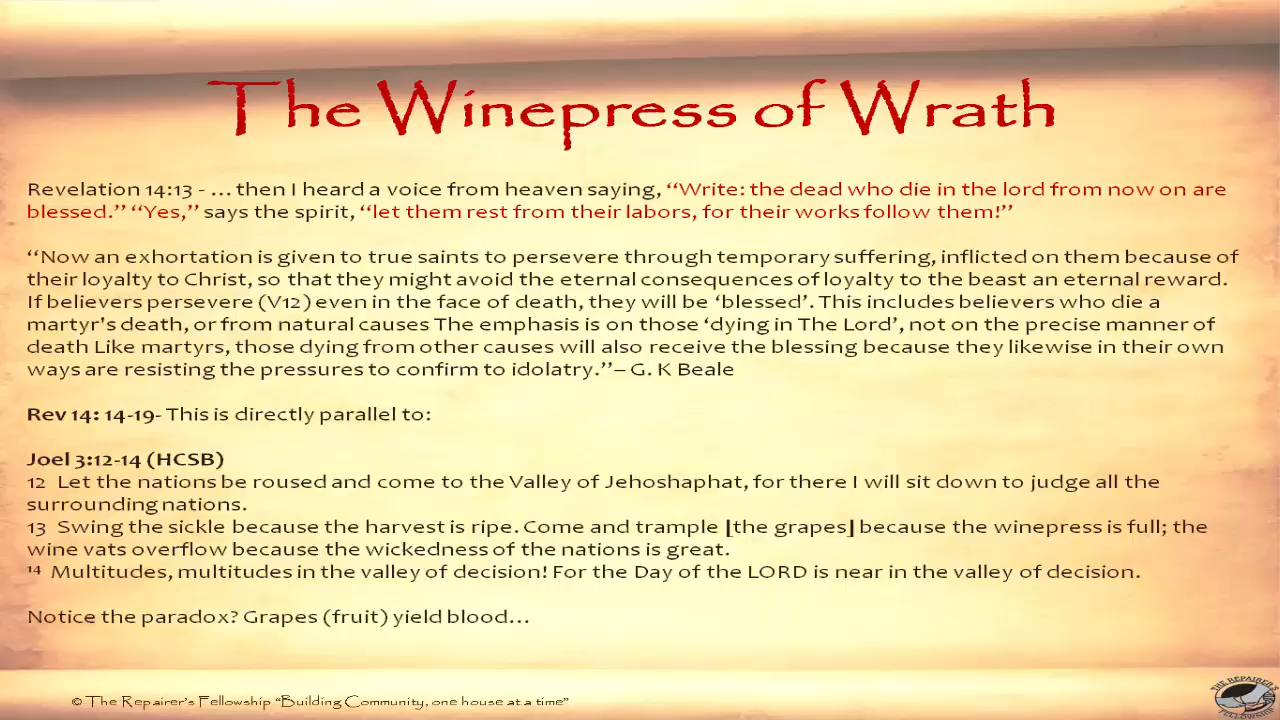 The Winepress of Wrath
Revelation 14:13 - …then I heard a voice from heaven saying, “Write: the dead who die in the lord from now on are
blessed.” “Yes,” says the spirit, “let them rest from their labors, for their works follow them!”
“Now an exhortation is given to true saints to persevere through temporary suffering, inflicted on them because of
their loyalty to Christ, so that they might avoid the eternal consequences of loyalty to the beast an eternal reward.
If believers persevere (V12) even in the face of death, they will be ‘blessed’. This includes believers who die a
martyr's death, or from natural causes The emphasis is on those ‘dying in The Lord’, not on the precise manner of
death Like martyrs, those dying from other causes will also receive the blessing because they likewise in their own
ways are resisting the pressures to confirm to idolatry.”– G. K Beale
Rev 14: 14-19- This is directly parallel to:
Joel 3:12-14 (HCSB)
12 Let the nations be roused and come to the Valley of Jehoshaphat, for there I will sit down to judge all the
surrounding nations.
13 Swing the sickle because the harvest is ripe. Come and trample [the grapes] because the winepress is full; the
wine vats overflow because the wickedness of the nations is great.
14 Multitudes, multitudes in the valley of decision! For the Day of the LORD is near in the valley of decision.
Notice the paradox? Grapes (fruit) yield blood…
© The Repairer's Fellowship “Building Community, one house at a time”
THE REPAIRER'S
FELLOWSHIP